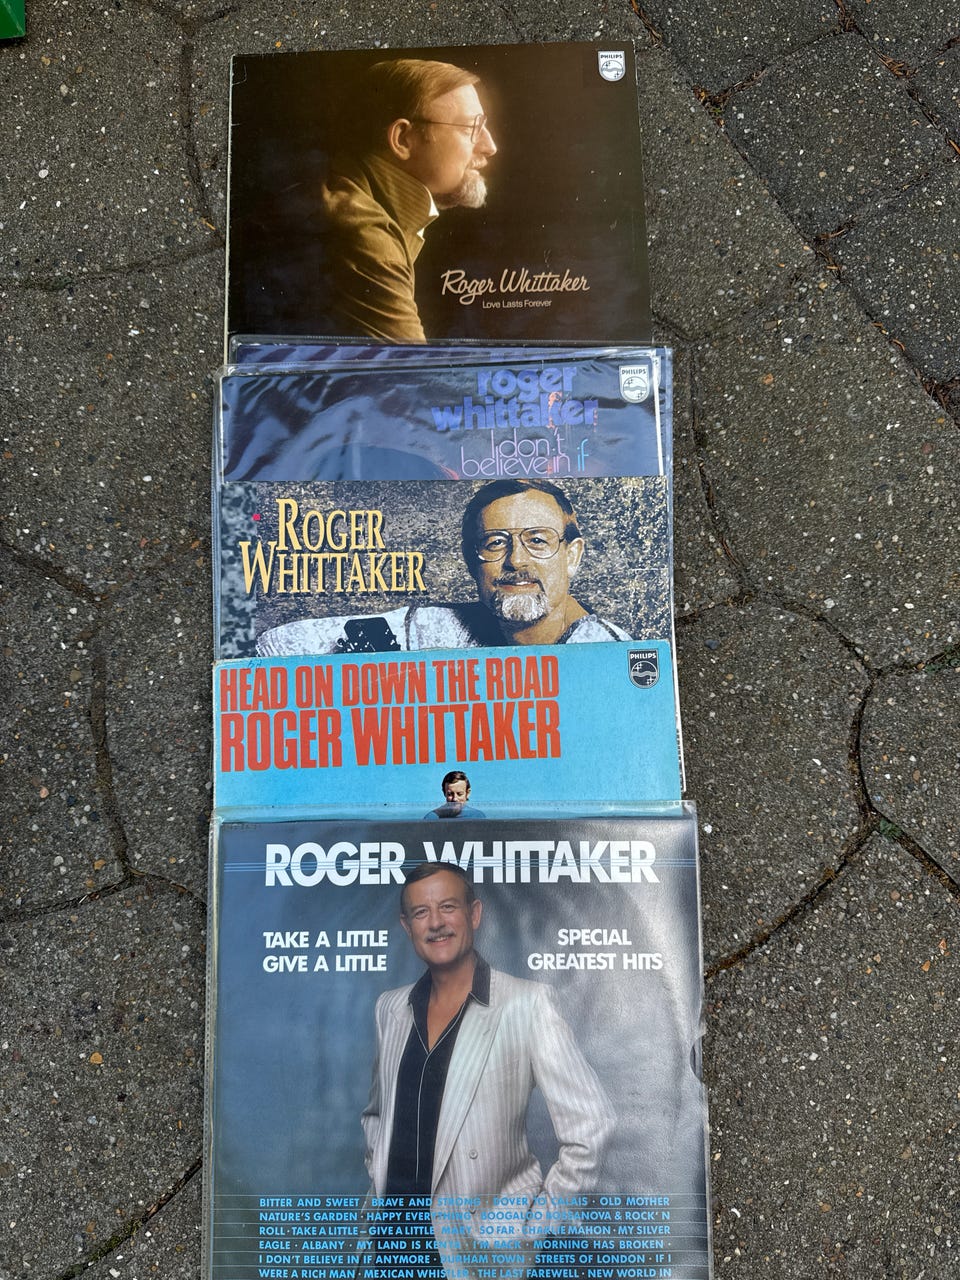 PHILIPS
Roger Whittaker
Love Lasts Forever
PHILIPS
roger
whittaker
I don't
believe in if
ROGER
WHITTAKER
HEAD ON DOWN THE ROAD
PHILIPS
ROGER WHITTAKER
ROGER WHITTAKER
TAKE A LITTLE
GIVE A LITTLE
SPECIAL
GREATEST HITS
BITTER AND SWEET · BRAVE AND STRONG · DOVER TO CALAIS · OLD MOTHER
NATURE'S GARDEN · HAPPY EVERYTHING · BOOGALOO BOSSANOVA & ROCK' N
ROLL · TAKE A LITTLE – GIVE A LITTLE · MARY · SO FAR · CHARLIE MAHON · MY SILVER
EAGLE · ALBANY · MY LAND IS KENYA · I'M BACK · MORNING HAS BROKEN ·
I DON'T BELIEVE IN IF ANYMORE · DURHAM TOWN · STREETS OF LONDON · IF I
WERE A RICH MAN · MEXICAN WHISTLER · THE LAST FAREWELL · NEW WORLD IN